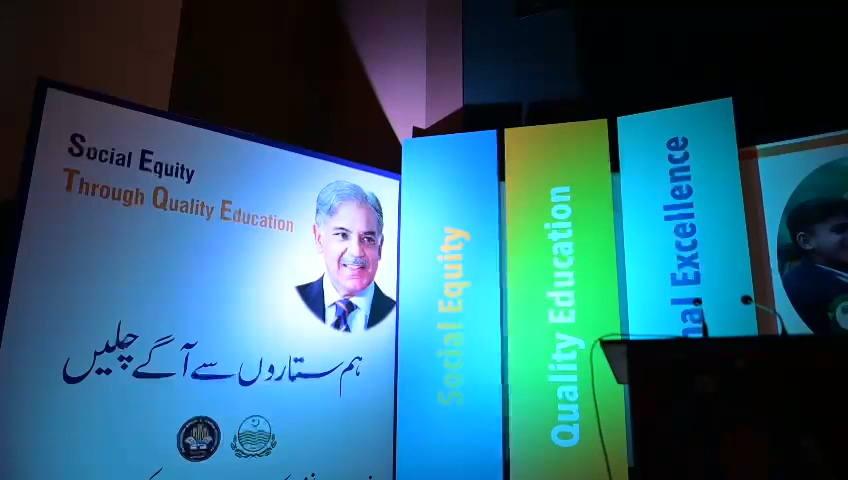 Social Equity
Through Quality Education
ہم ستاروں سے آگے چلیں
Social Equity
Quality Education
nal Excellence